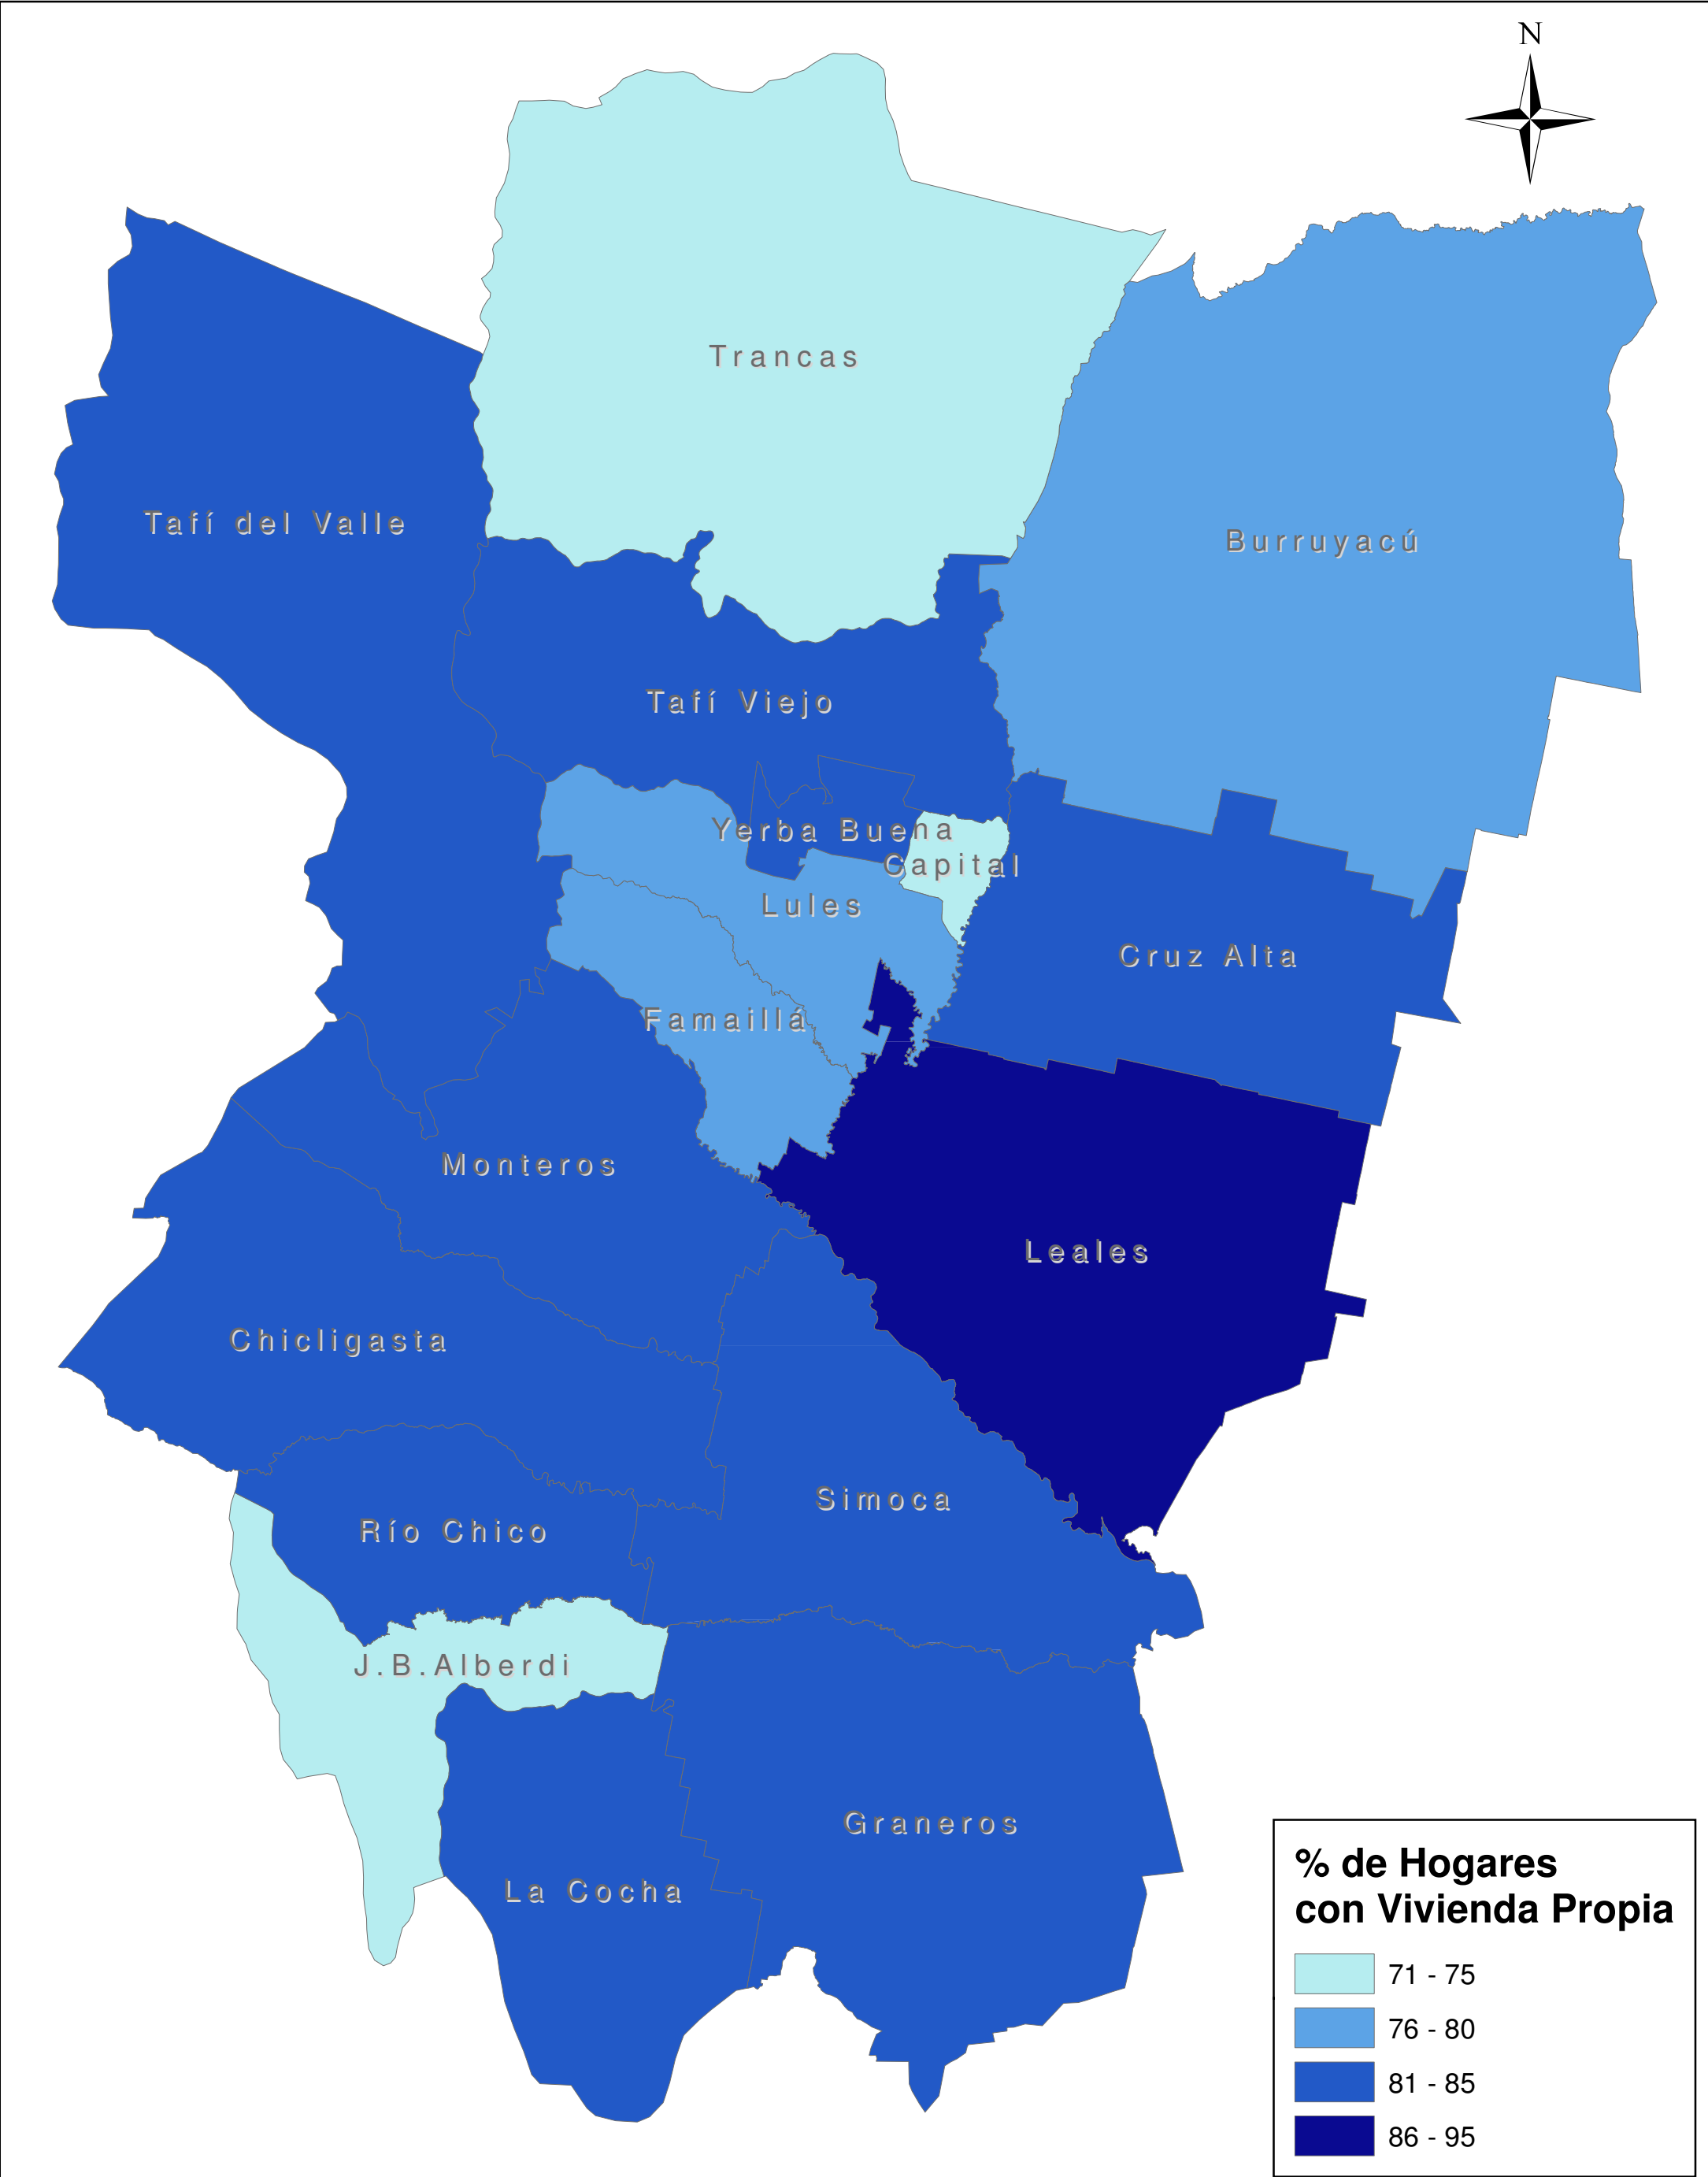 N
Trancas
Tafí del Valle
Burruyacú
Tafí Viejo
Yerba Buena
Capital
Lules
Cruz Alta
Famaillá
Monteros
Leales
Chicligasta
Simoca
Río Chico
J.B.Alberdi
Graneros
La Cocha
% de Hogares
con Vivienda Propia
71 - 75
76 - 80
81 - 85
86 - 95